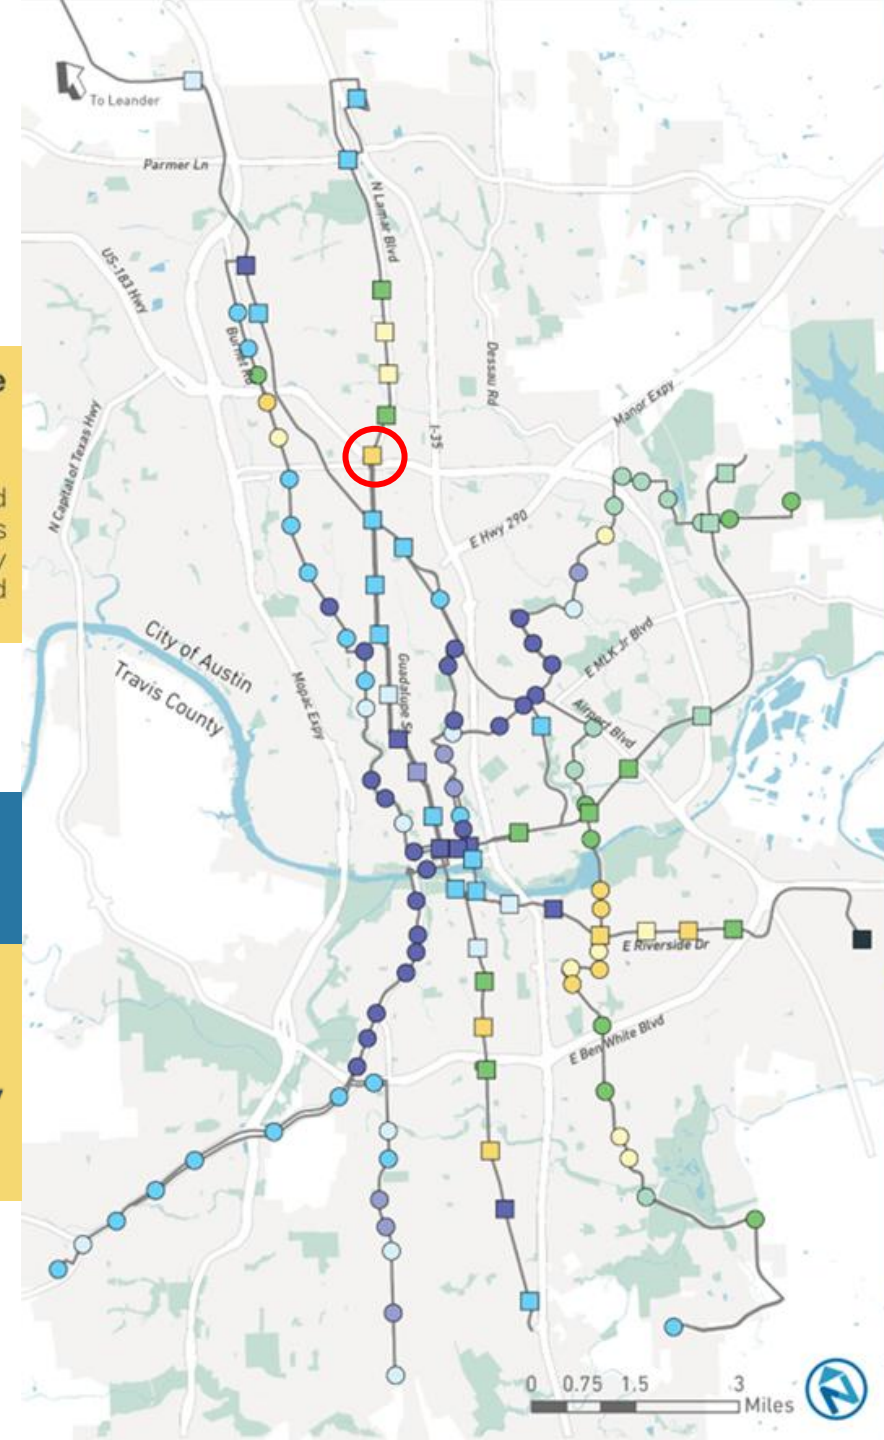 To Leander
Parmer Ln
N Lamar Blvd
US-183 Hwy
Burnet Rd
Dessau Rd
Manor Expy
I-35
N Capital of Texas Hwy
E Hwy 290
City of Austin
Travis County
E MLK Jr Blvd
Guadalupe St
Mopac Expy
Airport Blvd
E Riverside Dr
E Ben White Blvd
0 0.75 1.5 3
Miles
e
d
s
y
d
y